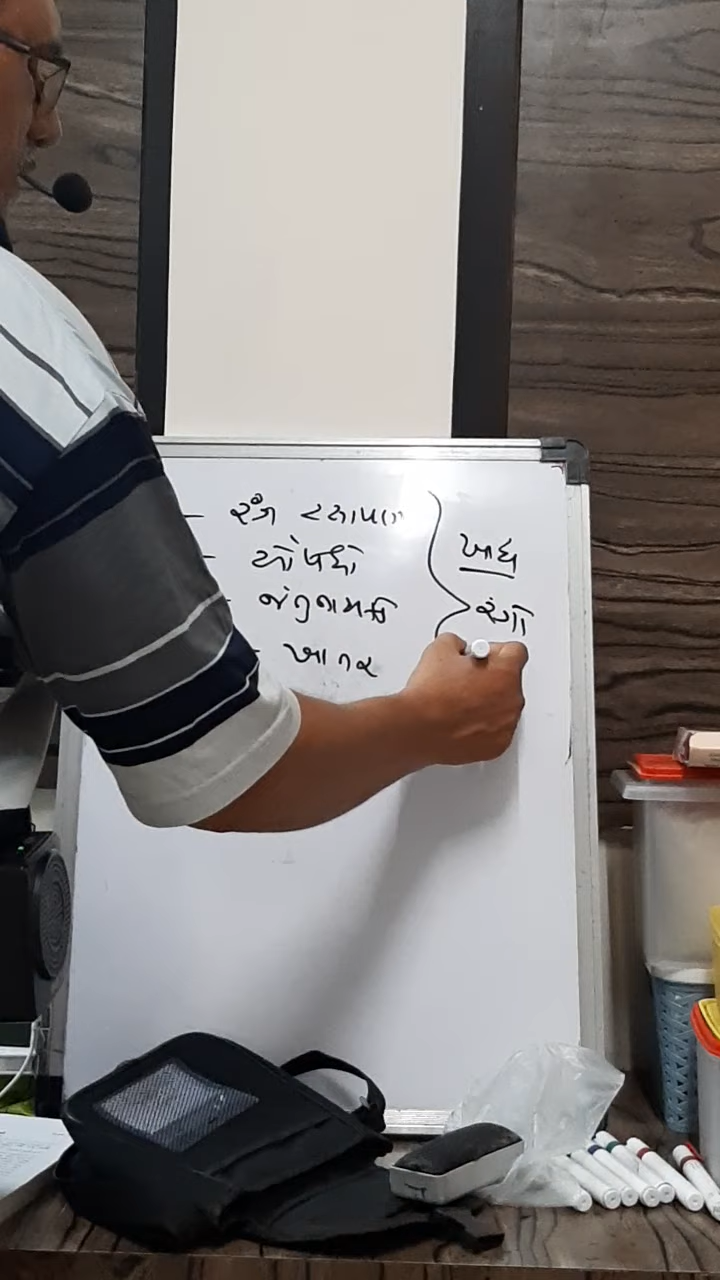 - રંગ રસાયણ
- ઔષધી
- જંતુનાશક
- ખાતર
ખાદ્ય
રંગો